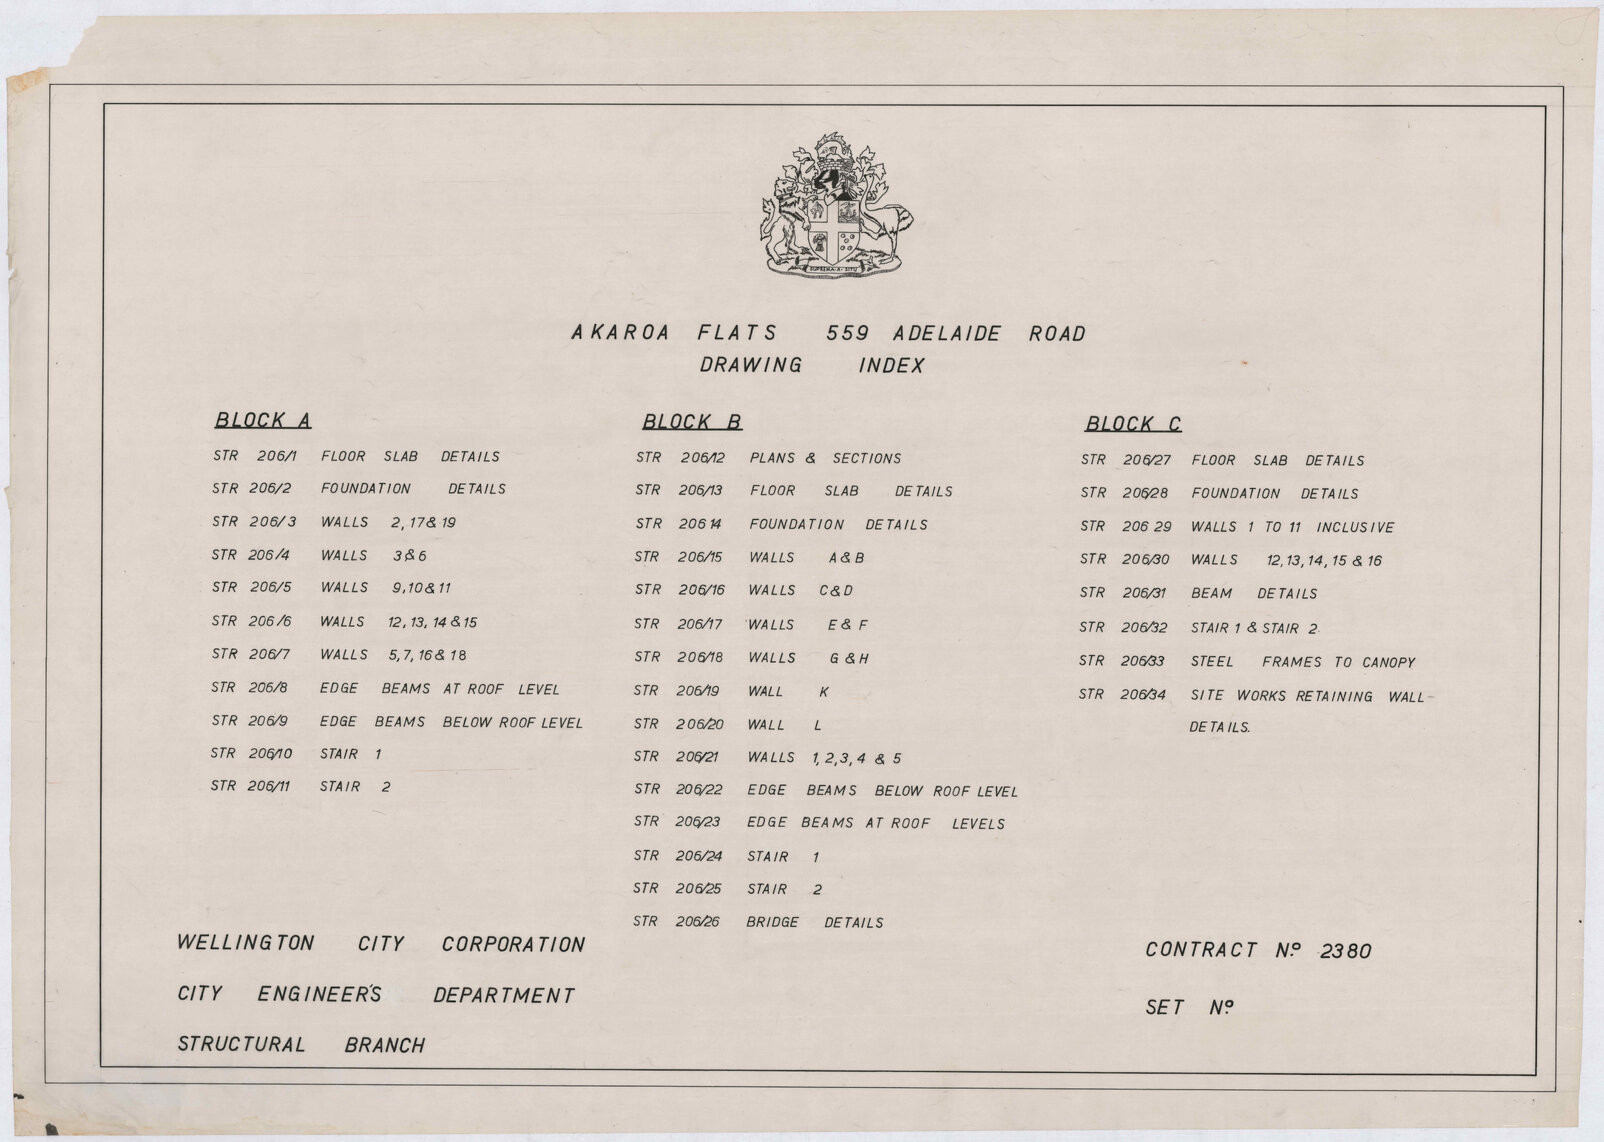 SUPREMA·A·SITU
AKAROA FLATS 559 ADELAIDE ROAD
DRAWING INDEX
BLOCK A
STR 206/1 FLOOR SLAB DETAILS
STR 206/2 FOUNDATION DETAILS
STR 206/3 WALLS 2,17&19
STR 206/4 WALLS 3&6
STR 206/5 WALLS 9,10&11
STR 206/6 WALLS 12,13,14&15
STR 206/7 WALLS 5,7,16&18
STR 206/8 EDGE BEAMS AT ROOF LEVEL
STR 206/9 EDGE BEAMS BELOW ROOF LEVEL
STR 206/10 STAIR 1
STR 206/11 STAIR 2
BLOCK B
STR 206/12 PLANS & SECTIONS
STR 206/13 FLOOR SLAB DETAILS
STR 206 14 FOUNDATION DETAILS
STR 206/15 WALLS A&B
STR 206/16 WALLS C&D
STR 206/17 WALLS E&F
STR 206/18 WALLS G&H
STR 206/19 WALL K
STR 206/20 WALL L
STR 206/21 WALLS 1,2,3,4 & 5
STR 206/22 EDGE BEAMS BELOW ROOF LEVEL
STR 206/23 EDGE BEAMS AT ROOF LEVELS
STR 206/24 STAIR 1
STR 206/25 STAIR 2
STR 206/26 BRIDGE DETAILS
BLOCK C
STR 206/27 FLOOR SLAB DETAILS
STR 206/28 FOUNDATION DETAILS
STR 206 29 WALLS 1 TO 11 INCLUSIVE
STR 206/30 WALLS 12,13,14,15 & 16
STR 206/31 BEAM DETAILS
STR 206/32 STAIR 1 & STAIR 2
STR 206/33 STEEL FRAMES TO CANOPY
STR 206/34 SITE WORKS RETAINING WALL
DETAILS.
WELLINGTON CITY CORPORATION
CITY ENGINEER'S DEPARTMENT
STRUCTURAL BRANCH
CONTRACT Nº 2380
SET Nº